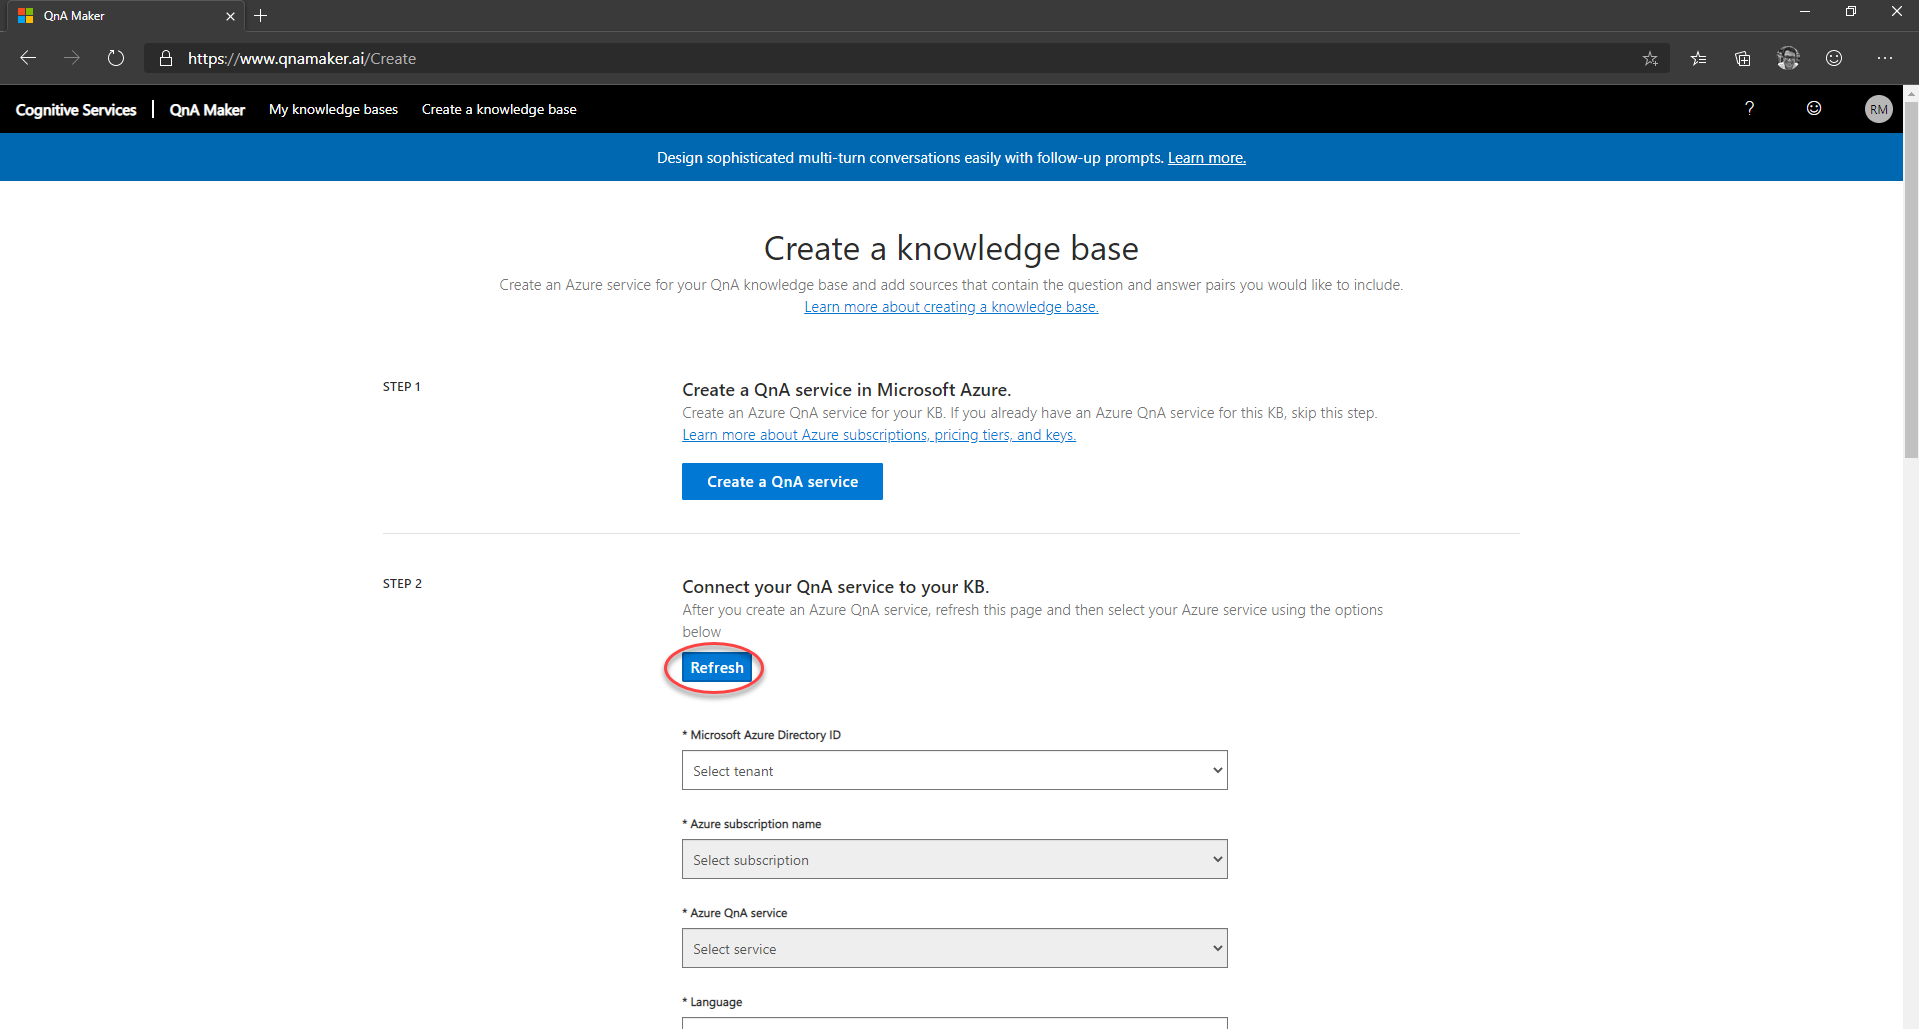 QnA Maker
https://www.qnamaker.ai/Create
Cognitive Services
QnA Maker
My knowledge bases
Create a knowledge base
?
RM
Design sophisticated multi-turn conversations easily with follow-up prompts. Learn more.
Create a knowledge base
Create an Azure service for your QnA knowledge base and add sources that contain the question and answer pairs you would like to include.
Learn more about creating a knowledge base.
STEP 1
Create a QnA service in Microsoft Azure.
Create an Azure QnA service for your KB. If you already have an Azure QnA service for this KB, skip this step.
Learn more about Azure subscriptions, pricing tiers, and keys.
Create a QnA service
STEP 2
Connect your QnA service to your KB.
After you create an Azure QnA service, refresh this page and then select your Azure service using the options
below
Refresh
* Microsoft Azure Directory ID
Select tenant
* Azure subscription name
Select subscription
* Azure QnA service
Select service
* Language